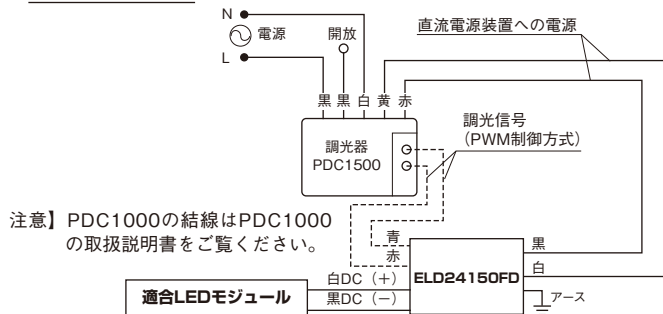 N
電源
開放
L
直流電源装置への電源
黒 黒 白 黄 赤
調光器
PDC1500
調光信号
(PWM制御方式)
注意】PDC1000の結線はPDC1000
の取扱説明書をご覧ください。
青
赤
黒
白
ELD24150FD
白DC (+)
黒DC (−)
適合LEDモジュール
アース